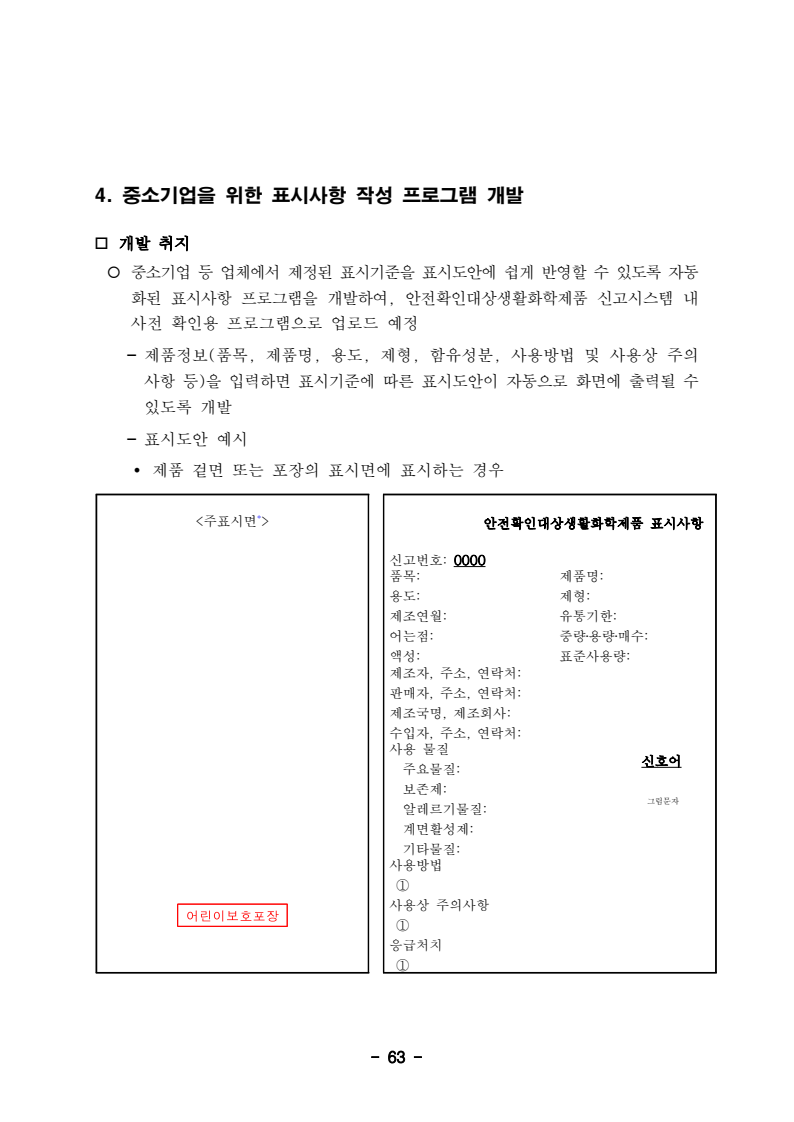 4. 중소기업을 위한 표시사항 작성 프로그램 개발
□ 개발 취지
○ 중소기업 등 업체에서 제정된 표시기준을 표시도안에 쉽게 반영할 수 있도록 자동
화된 표시사항 프로그램을 개발하여, 안전확인대상생활화학제품 신고시스템 내
사전 확인용 프로그램으로 업로드 예정
- 제품정보(품목, 제품명, 용도, 제형, 함유성분, 사용방법 및 사용상 주의
사항 등)을 입력하면 표시기준에 따른 표시도안이 자동으로 화면에 출력될 수
있도록 개발
- 표시도안 예시
• 제품 겉면 또는 포장의 표시면에 표시하는 경우
<주표시면*>
어린이보호포장
안전확인대상생활화학제품 표시사항
신고번호: 0000
품목: 제품명:
용도: 제형:
제조연월: 유통기한:
어는점: 중량·용량·매수:
액성: 표준사용량:
제조자, 주소, 연락처:
판매자, 주소, 연락처:
제조국명, 제조회사:
수입자, 주소, 연락처:
사용 물질
신호어
주요물질:
보존제:
그림문자
알레르기물질:
계면활성제:
기타물질:
사용방법
①
사용상 주의사항
①
응급처치
①
- 63 -